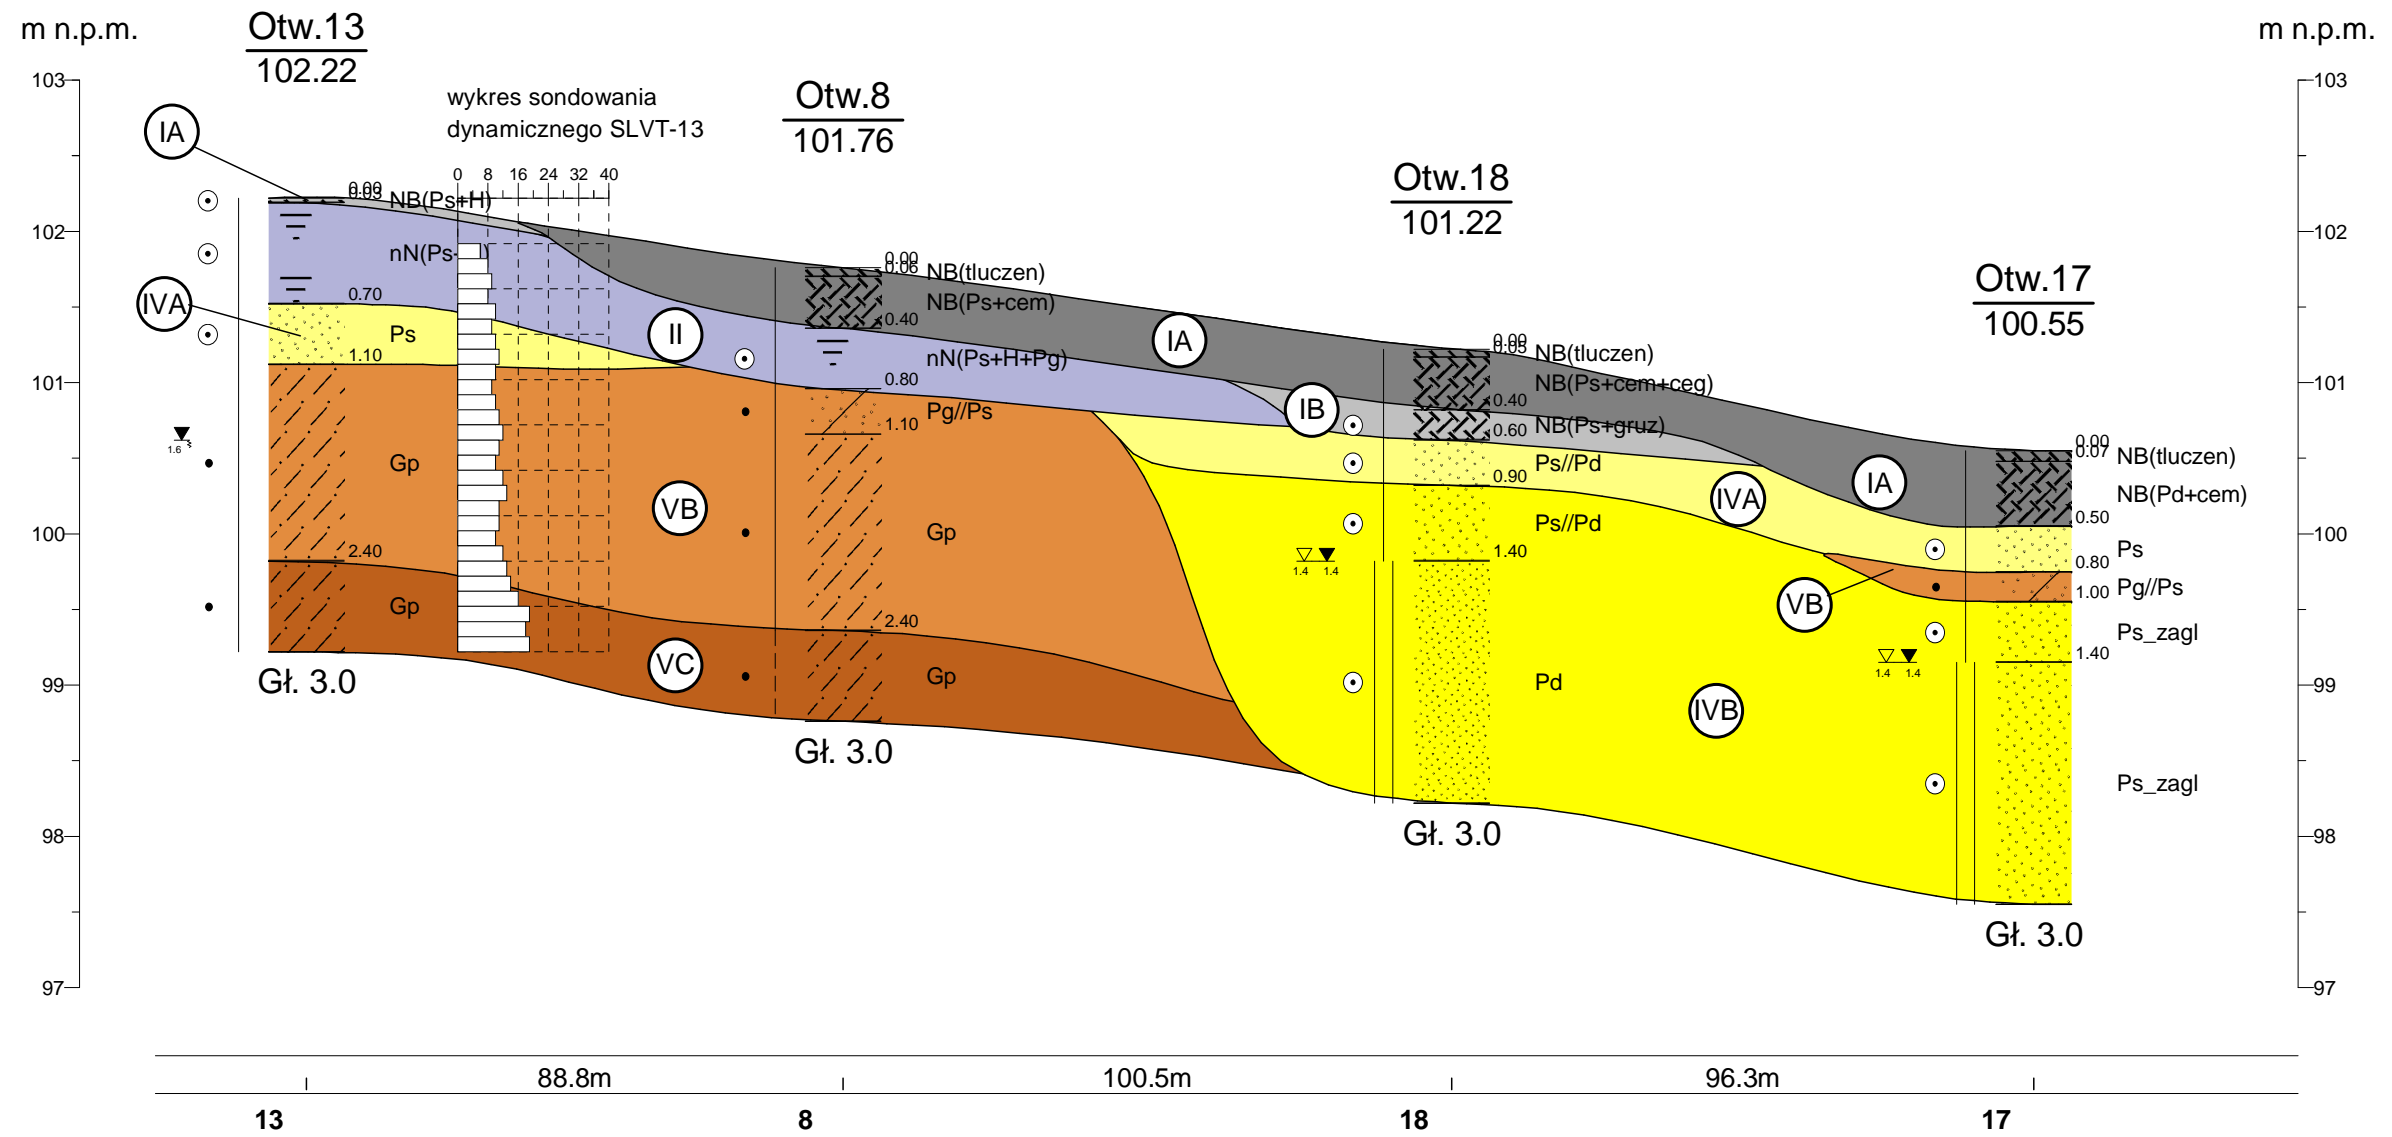 m n.p.m.
m n.p.m.
Otw.13
102.22
wykres sondowania
dynamicznego SLVT-13
0 8 16 24 32 40
Otw.8
101.76
Otw.18
101.22
Otw.17
100.55
103
102
101
100
99
98
97
103
102
101
100
99
98
97
IA
IVA
0.00
0.03
NB(Ps+H)
nN(Ps-
0.70
Ps
1.10
1.6
Gp
2.40
Gp
Gł. 3.0
II
VB
VC
0.00
0.06
NB(tluczen)
NB(Ps+cem)
0.40
nN(Ps+H+Pg)
0.80
Pg//Ps
1.10
Gp
2.40
Gp
Gł. 3.0
IA
IB
0.00
0.05
NB(tluczen)
NB(Ps+cem+ceg)
0.40
NB(Ps+gruz)
0.60
Ps//Pd
0.90
Ps//Pd
1.40
1.4 1.4
Pd
Gł. 3.0
IVA
IA
VB
IVB
0.00
0.07
NB(tluczen)
NB(Pd+cem)
0.50
Ps
0.80
Pg//Ps
1.00
Ps_zagl
1.40
1.4 1.4
Ps_zagl
Gł. 3.0
88.8m 100.5m 96.3m
13 8 18 17